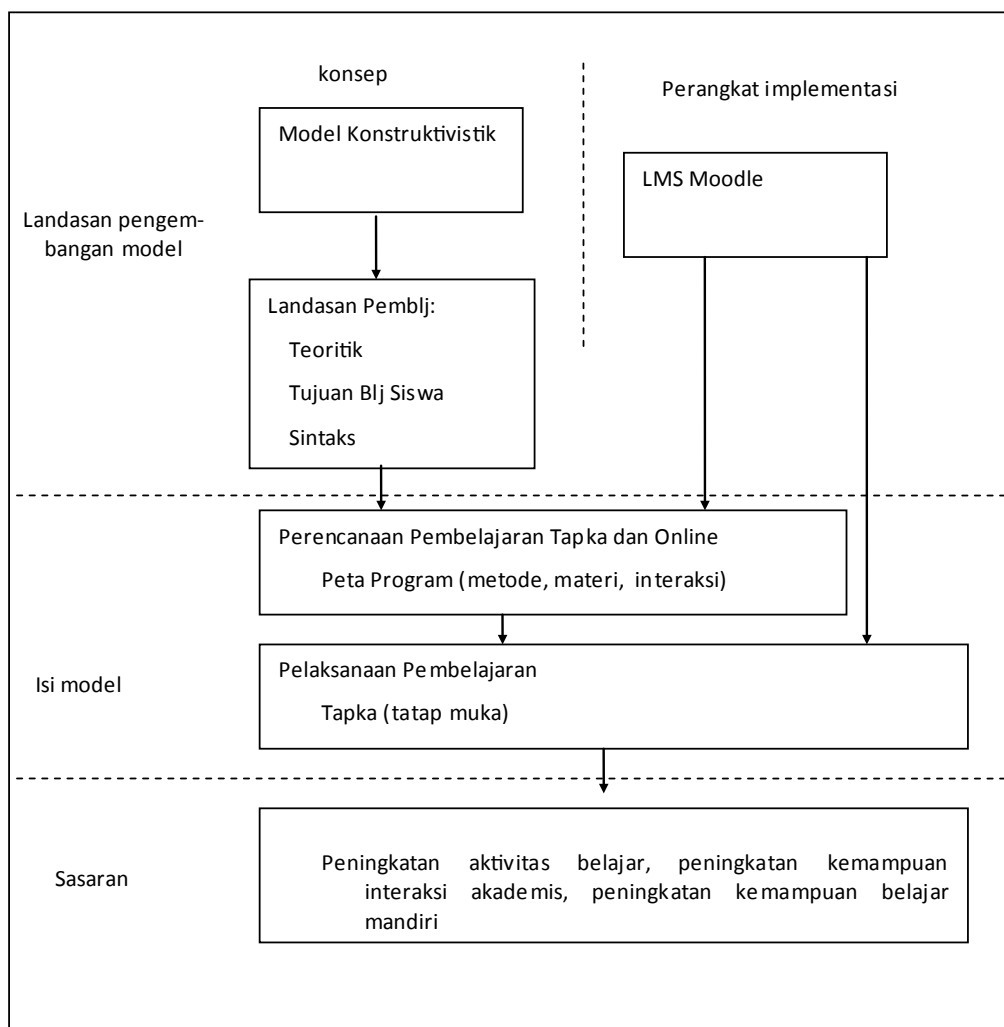 konsep
Perangkat implementasi
Model Konstruktivistik
LMS Moodle
Landasan pengem-
bangan model
Landasan Pemblj:
Teoritik
Tujuan Blj Siswa
Sintaks
Perencanaan Pembelajaran Tapka dan Online
Peta Program (metode, materi, interaksi)
Isi model
Pelaksanaan Pembelajaran
Tapka (tatap muka)
Sasaran
Peningkatan aktivitas belajar, peningkatan kemampuan
interaksi akademis, peningkatan kemampuan belajar
mandiri